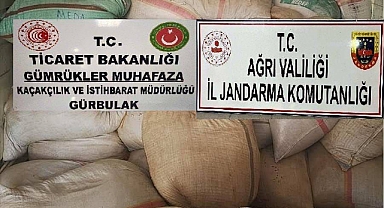 T.C.
TİCARET BAKANLIĞI
GÜMRÜKLER MUHAFAZA
KAÇAKÇILIK VE İSTİHBARAT MÜDÜRLÜĞÜ
GÜRBULAK
T.C.
AĞRI VALİLİĞİ
İL JANDARMA KOMUTANLIĞI